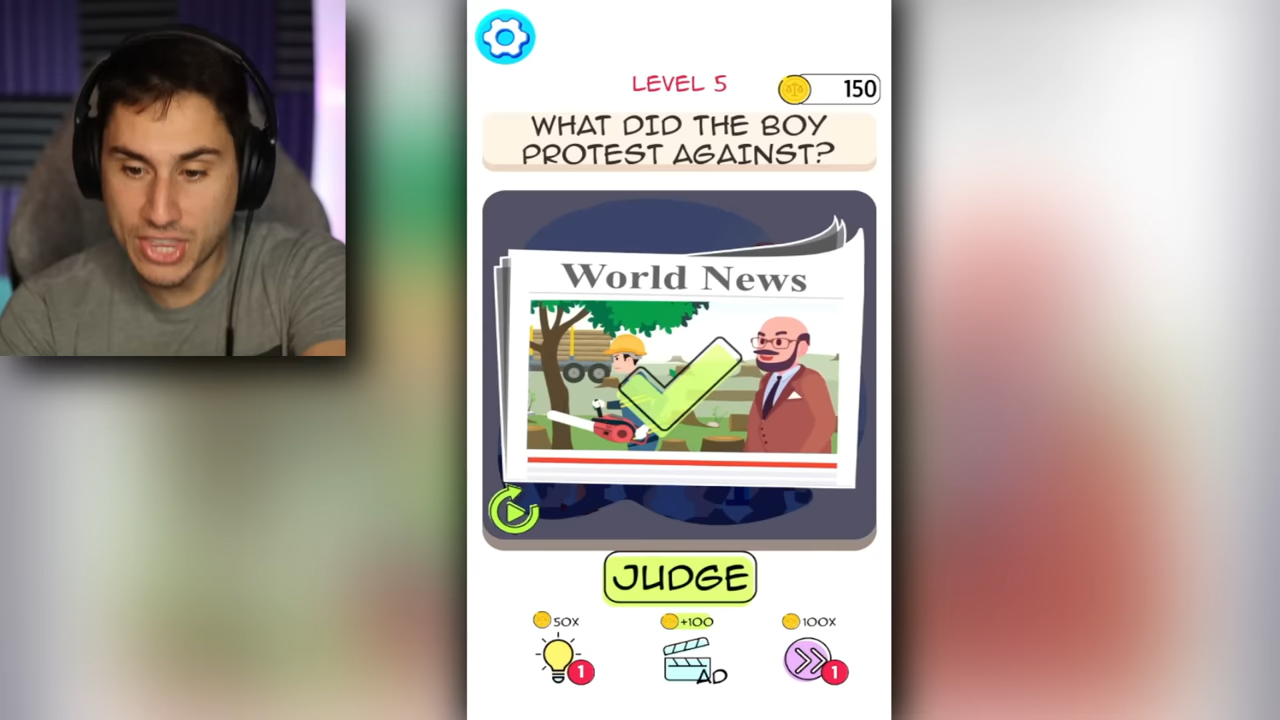 LEVEL 5
150
WHAT DID THE BOY
PROTEST AGAINST?
World News
JUDGE
50X
+100
100X
1
AD
1